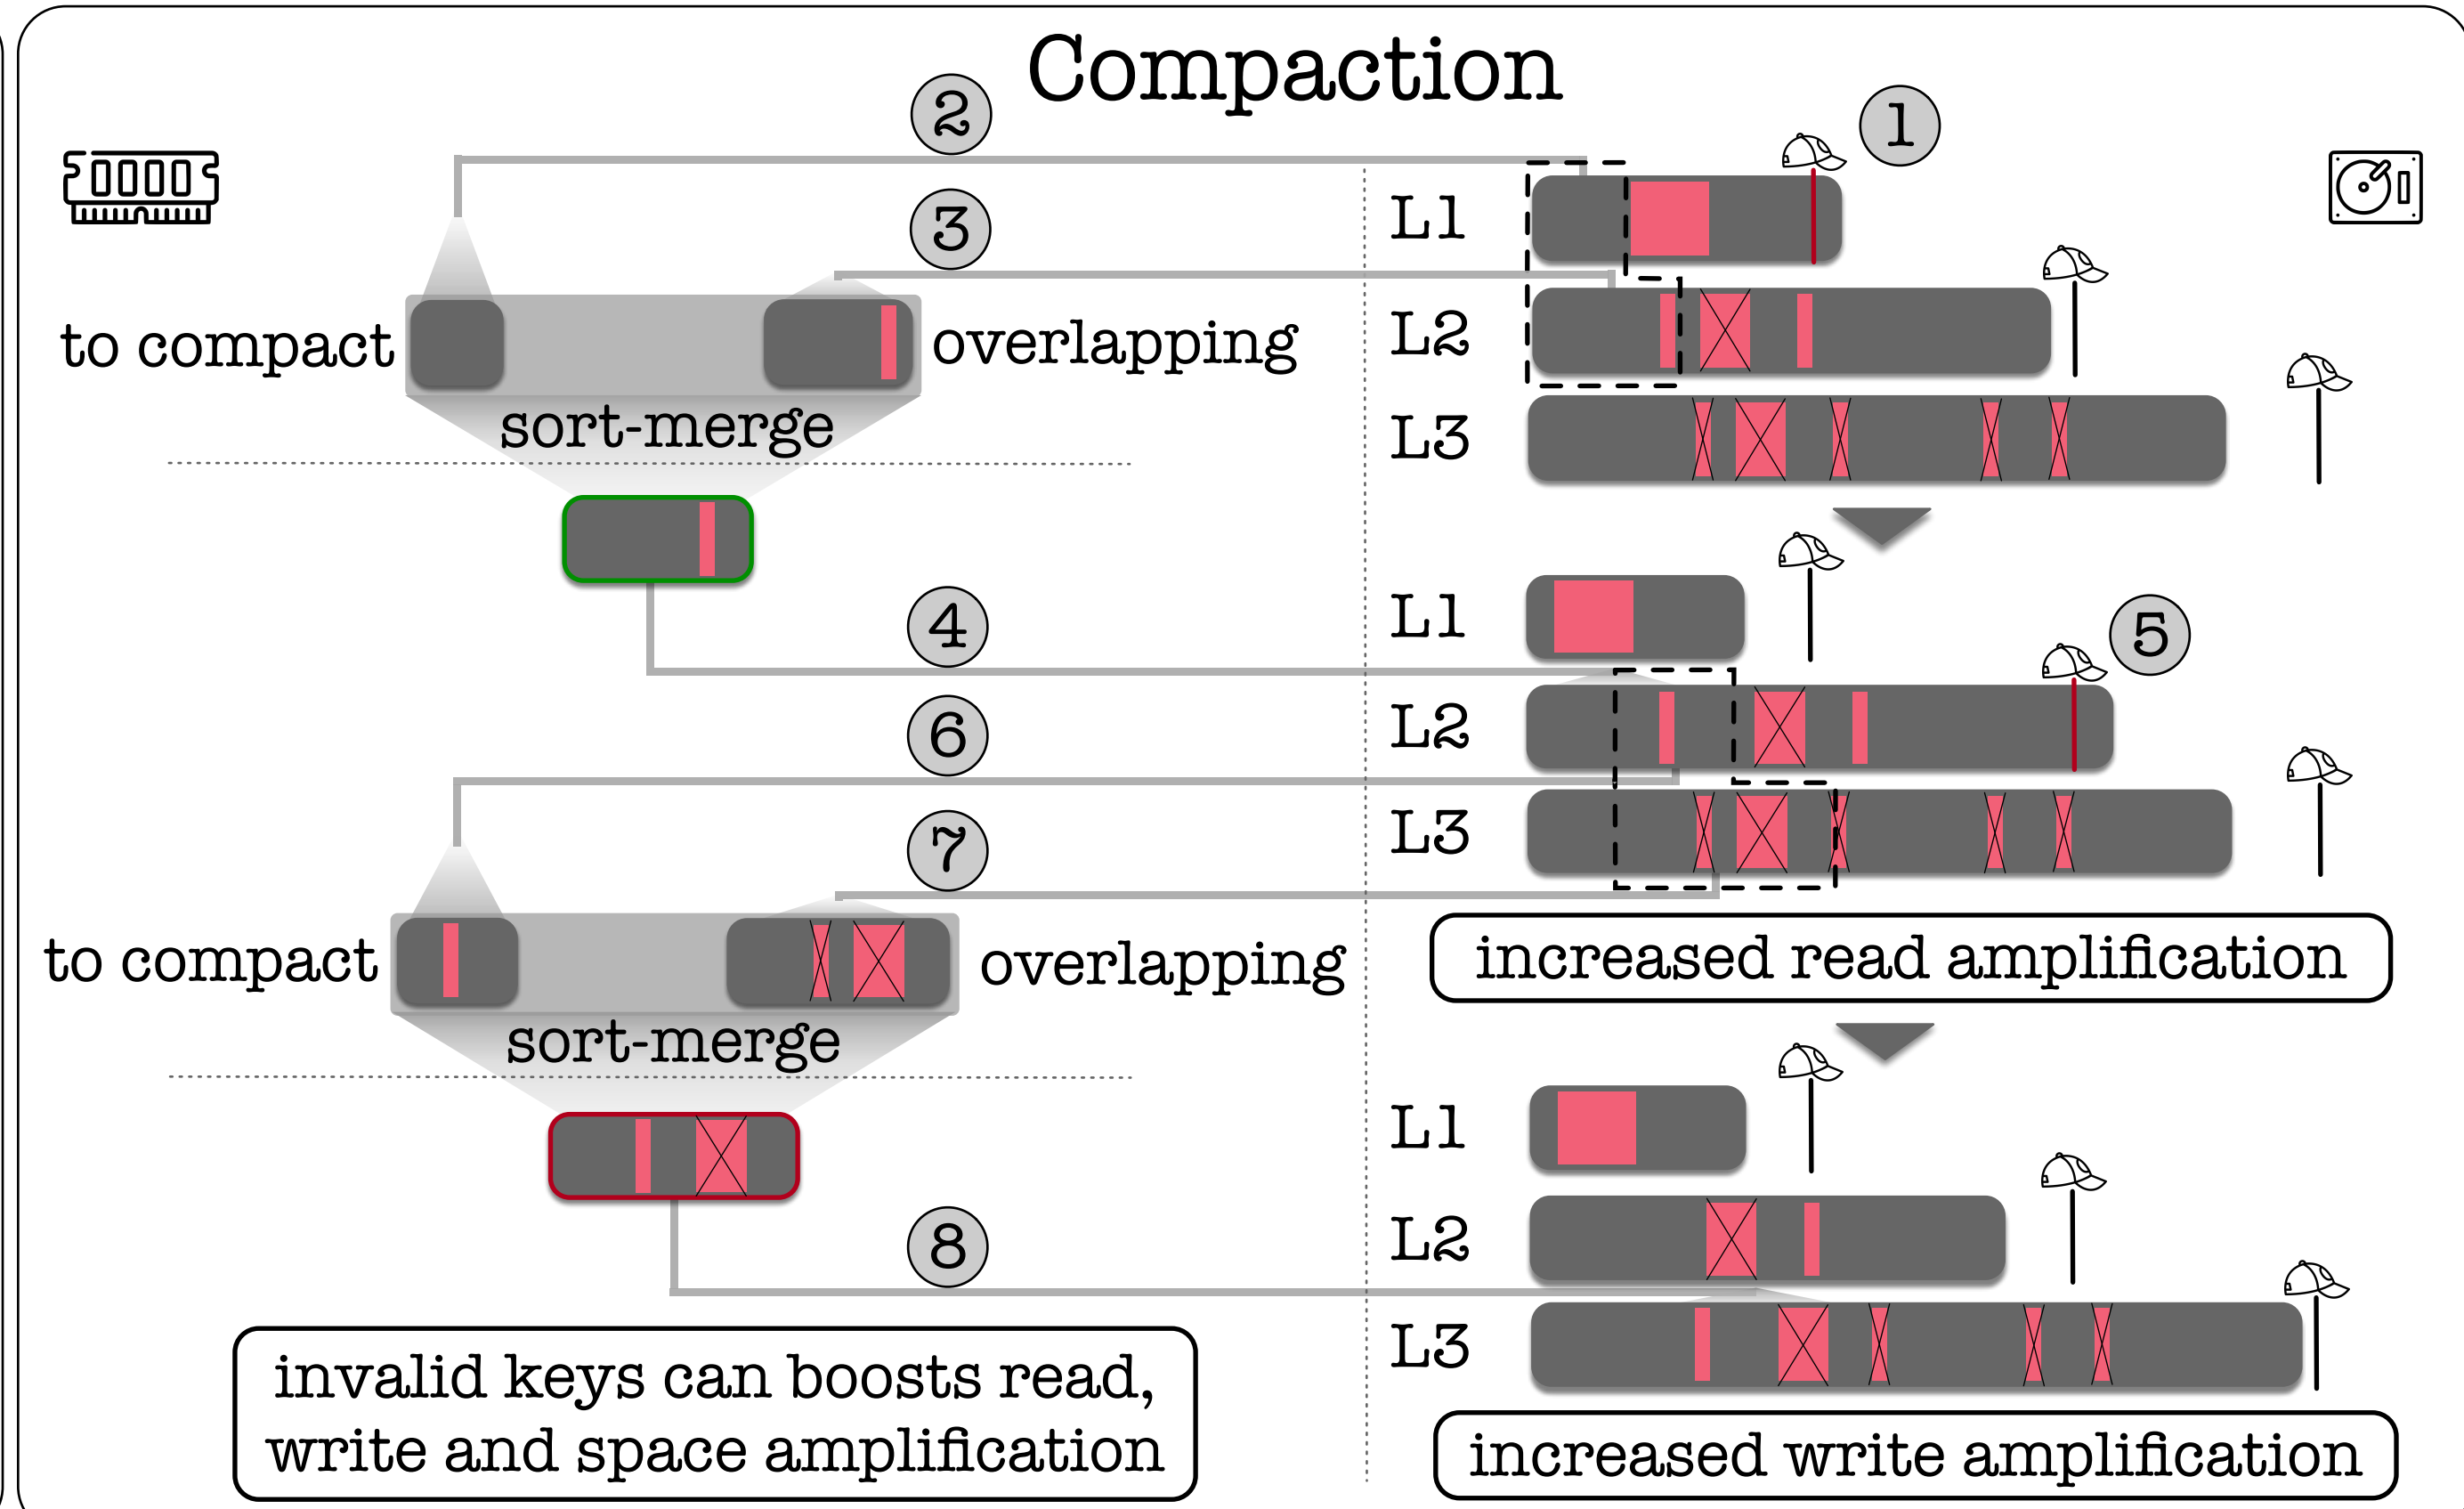 Compaction
2
1
3
L1
to compact
overlapping
L2
sort-merge
L3
4
L1
5
6
L2
7
L3
to compact
overlapping
increased read amplification
sort-merge
L1
8
L2
L3
invalid keys can boosts read,
write and space amplification
increased write amplification